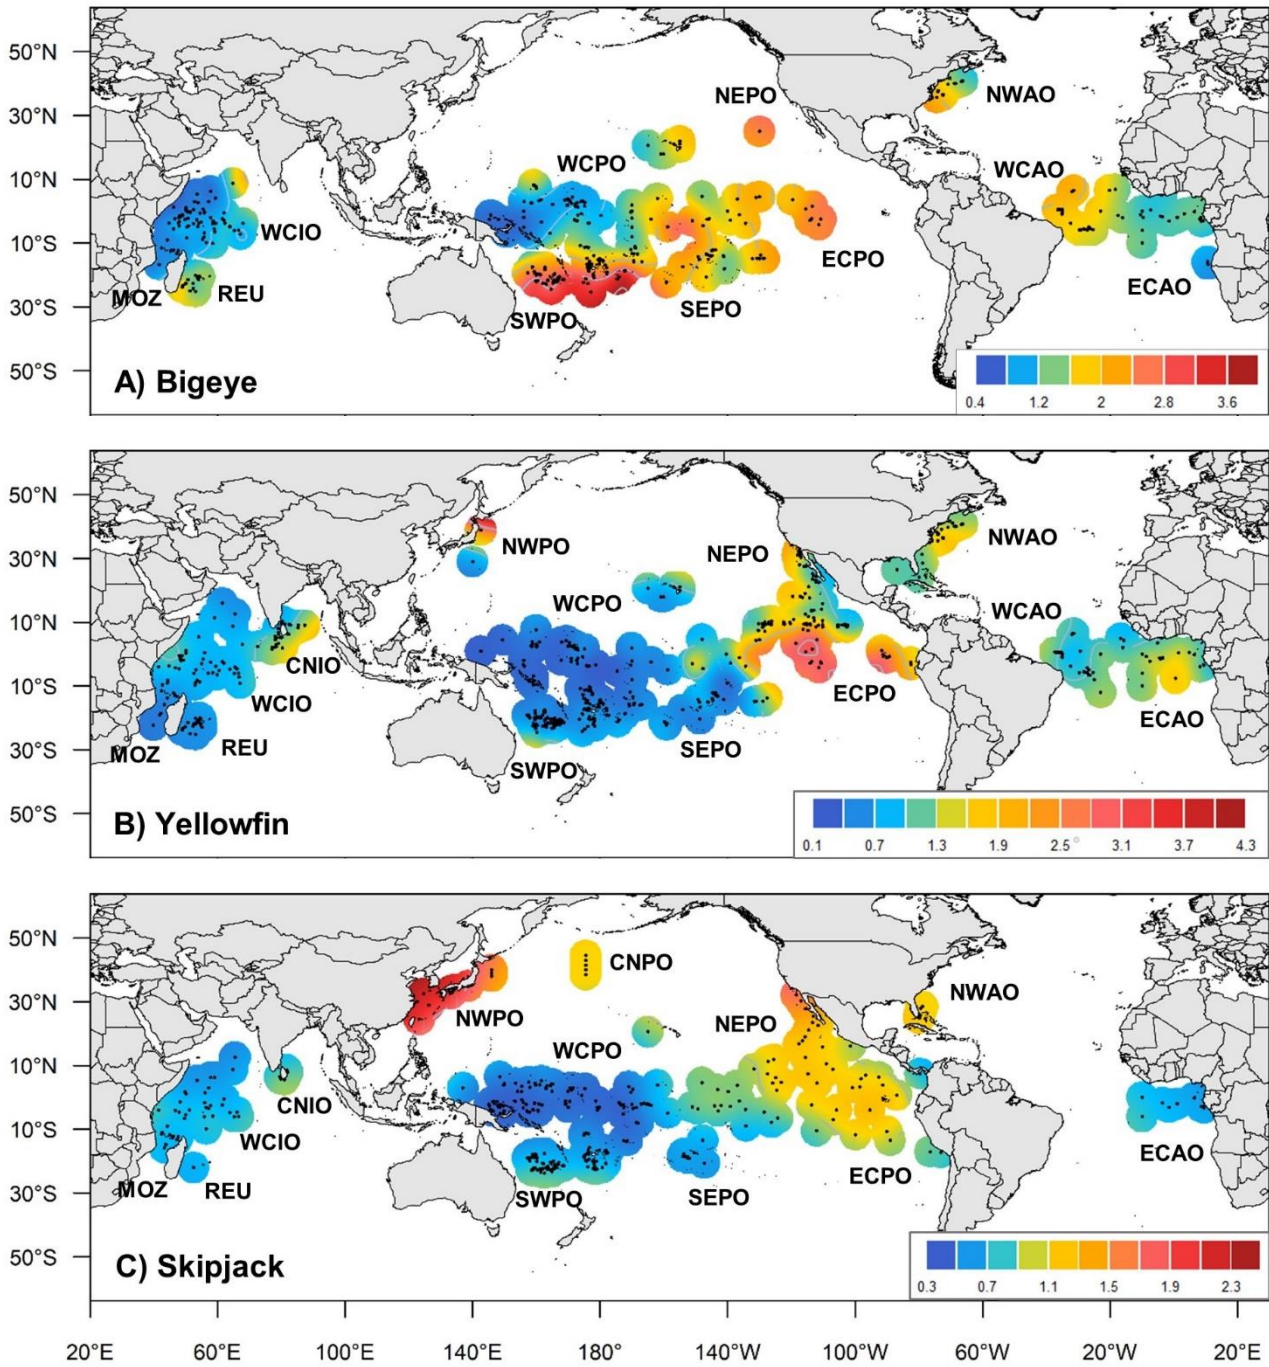 50°N
NEPO
NWAO
30°N
WCPO
WCAO
10°N
WCIO
10°S
ECPO
MOZ
REU
ECAO
30°S
SWPO
SEPO
50°S
A) Bigeye
0.4 1.2 2 2.8 3.6
50°N
NWPO
NEPO
NWAO
30°N
WCPO
WCAO
10°N
CNIO
10°S
WCIO
ECPO
ECAO
MOZ
REU
SEPO
30°S
SWPO
50°S
B) Yellowfin
0.1 0.7 1.3 1.9 2.5 3.1 3.7 4.3
50°N
CNPO
NWAO
30°N
NWPO
NEPO
WCPO
10°N
CNIO
10°S
WCIO
ECAO
MOZ
REU
SWPO
SEPO
ECPO
30°S
50°S
C) Skipjack
0.3 0.7 1.1 1.5 1.9 2.3
20°E 60°E 100°E 140°E 180° 140°W 100°W 60°W 20°W 20°E